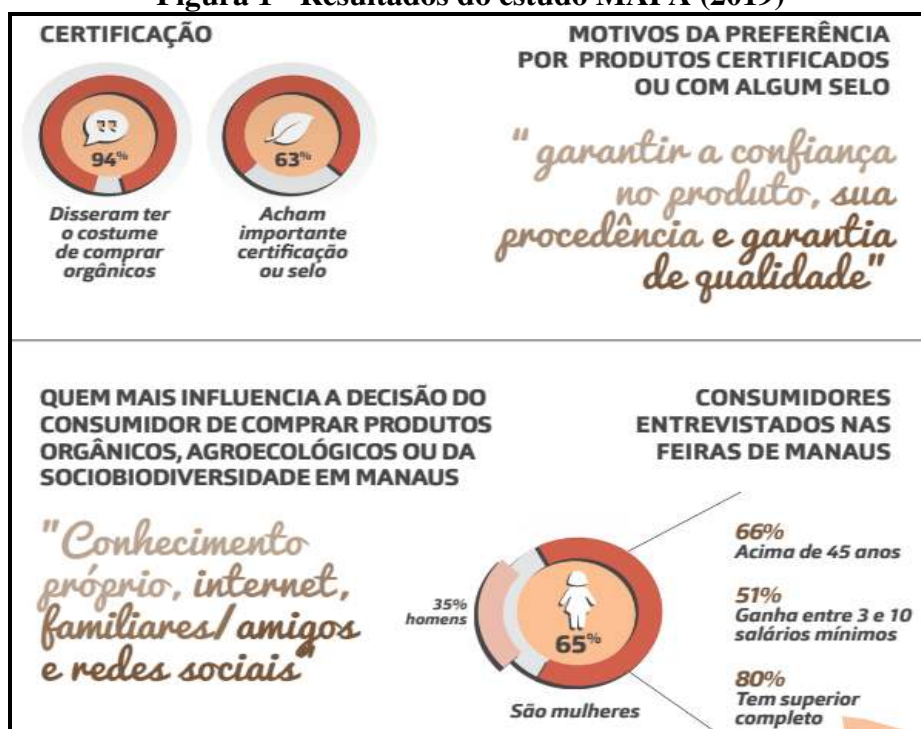 Figura 1 - Resultados do estudo MAPA (2019)
CERTIFICAÇÃO
94%
Disseram ter
o costume
de comprar
orgânicos
63%
Acham
importante
certificação
ou selo
MOTIVOS DA PREFERÊNCIA
POR PRODUTOS CERTIFICADOS
OU COM ALGUM SELO
"garantir a confiança
no produto, sua
procedência e garantia
de qualidade"
QUEM MAIS INFLUENCIA A DECISÃO DO
CONSUMIDOR DE COMPRAR PRODUTOS
ORGÂNICOS, AGROECOLÓGICOS OU DA
SOCIOBIODIVERSIDADE EM MANAUS
"Conhecimento
próprio, internet,
familiares/amigos
e redes sociais"
CONSUMIDORES
ENTREVISTADOS NAS
FEIRAS DE MANAUS
35%
homens
65%
São mulheres
66%
Acima de 45 anos
51%
Ganha entre 3 e 10
salários mínimos
80%
Tem superior
completo